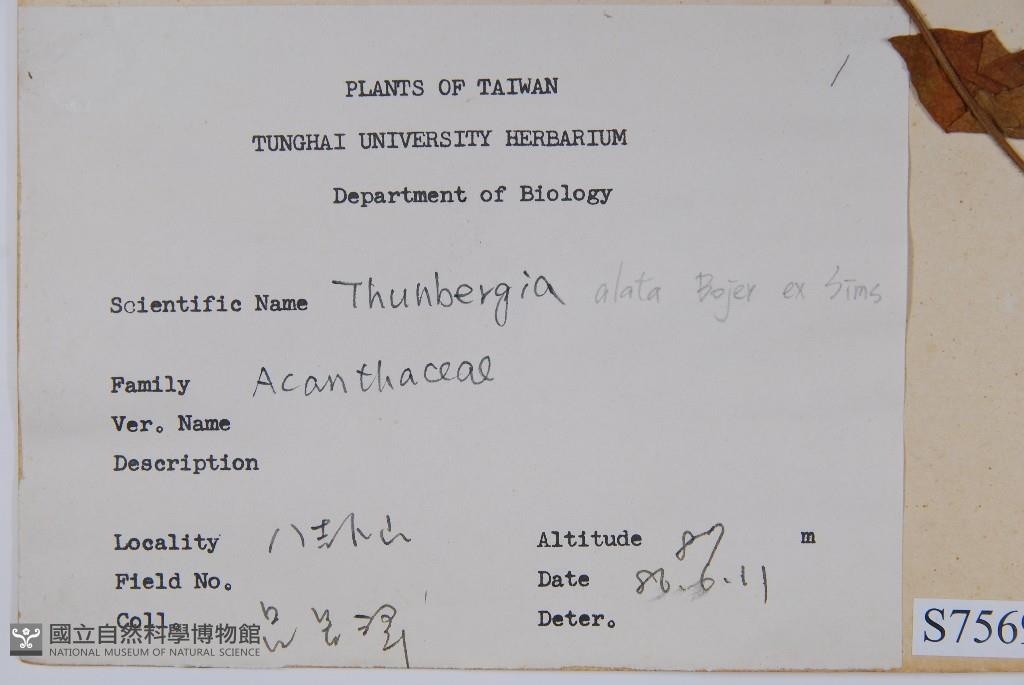 PLANTS OF TAIWAN
TUNGHAI UNIVERSITY HERBARIUM
Department of Biology
Scientific Name Thunbergia alata Bojer ex Sims
Family Acanthaceae
Ver. Name
Description
Locality 八卦山 Altitude 87 m
Field No. Date 86.6.11
Coll Deter.
國立自然科學博物館
NATIONAL MUSEUM OF NATURAL SCIENCE
S7569